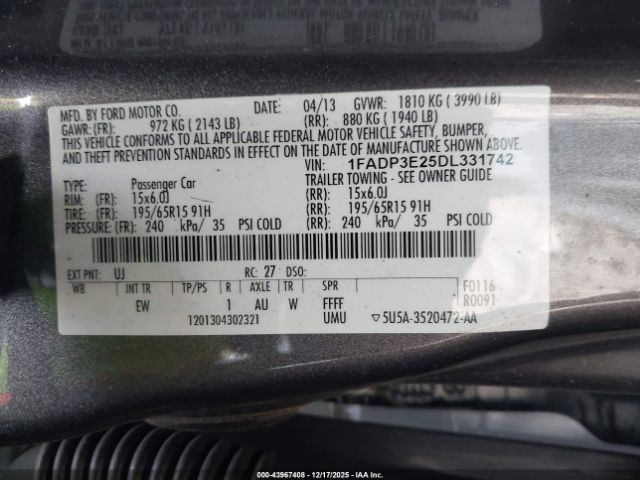 MFD. BY FORD MOTOR CO. DATE: 04/13 GVWR: 1810 KG ( 3990 LB)
GAWR: (FR): 972 KG ( 2143 LB) (RR): 880 KG ( 1940 LB)
THIS VEHICLE CONFORMS TO ALL APPLICABLE FEDERAL MOTOR VEHICLE SAFETY, BUMPER,
AND THEFT PREVENTION STANDARDS IN EFFECT ON THE DATE OF MANUFACTURE SHOWN ABOVE.
VIN: 1FADP3E25DL331742
TYPE: Passenger Car TRAILER TOWING - SEE OWNER GUIDE
RIM: (FR): 15x6.0J (RR): 15x6.0J
TIRE: (FR): 195/65R15 91H (RR): 195/65R15 91H
PRESSURE: (FR): 240 kPa/ 35 PSI COLD (RR): 240 kPa/ 35 PSI COLD
EXT PNT: UJ RC: 27 DSO:
WB INT TR TP/PS R AXLE TR SPR F0116
EW 1 AU W FFFF R0091
1201304302321 UMU ▽5U5A-3520472-AA
000-43967408 - 12/17/2025 - IAAI.COM